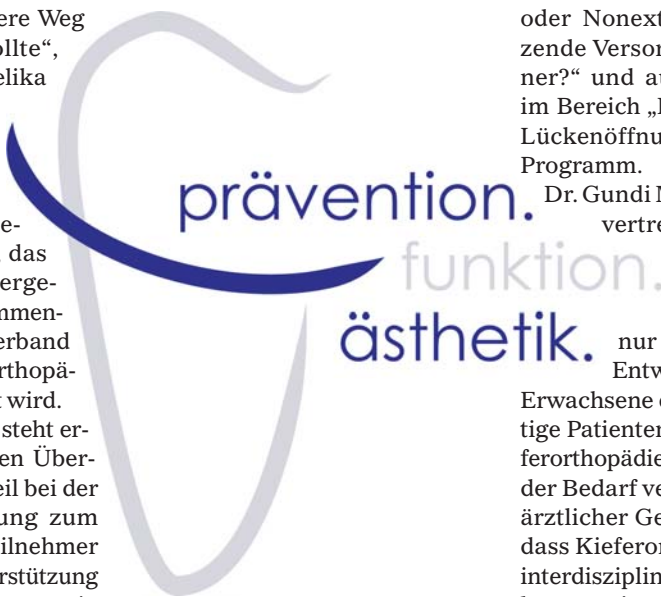 ere Weg
ollte“,
elika
e-
das
erge-
mmen-
erband
rthopä-
t wird.
steht er-
en Über-
eil bei der
ung zum
eilnehmer
rstützung
prävention.
funktion.
ästhetik.
oder Nonext
zende Versor
ner?“ und au
im Bereich „
Lückenöffnu
Programm.
Dr. Gundi M
vertre
nur
Entw
Erwachsene
tige Patienten
ferorthopädie
der Bedarf ve
ärztlicher Ge
dass Kieferor
interdisziplin